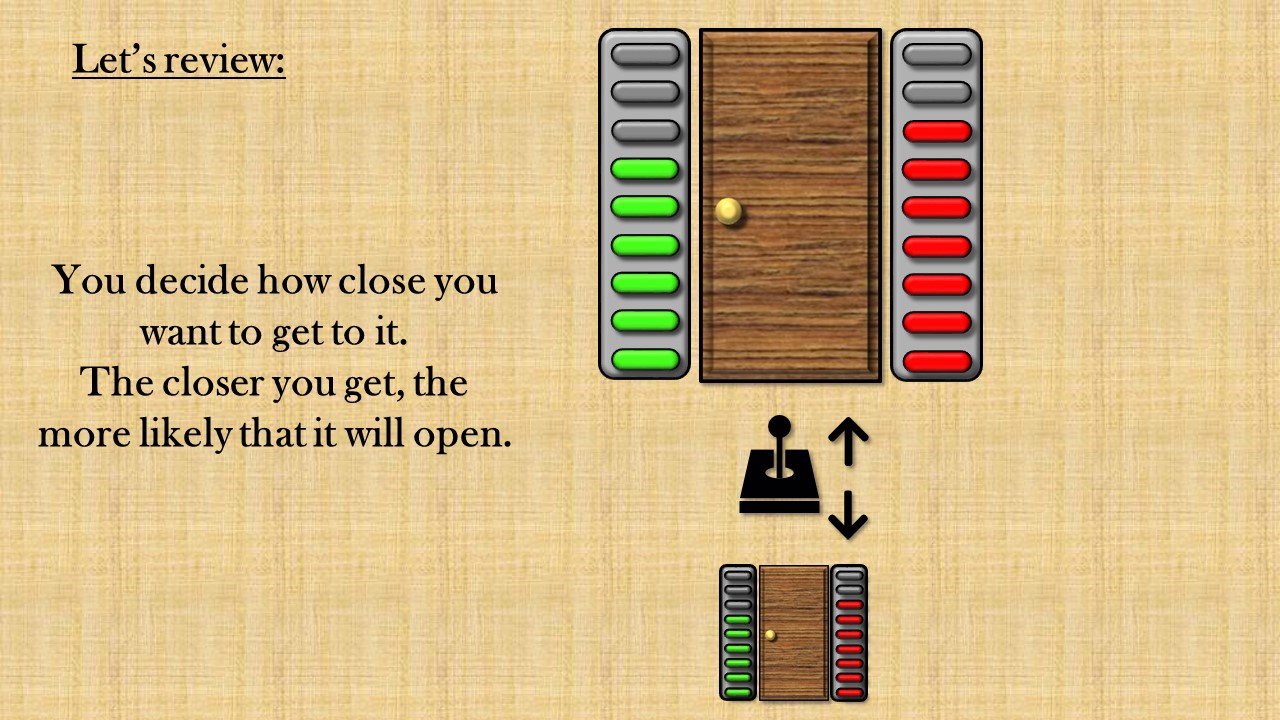 Let’s review:
You decide how close you
want to get to it.
The closer you get, the
more likely that it will open.